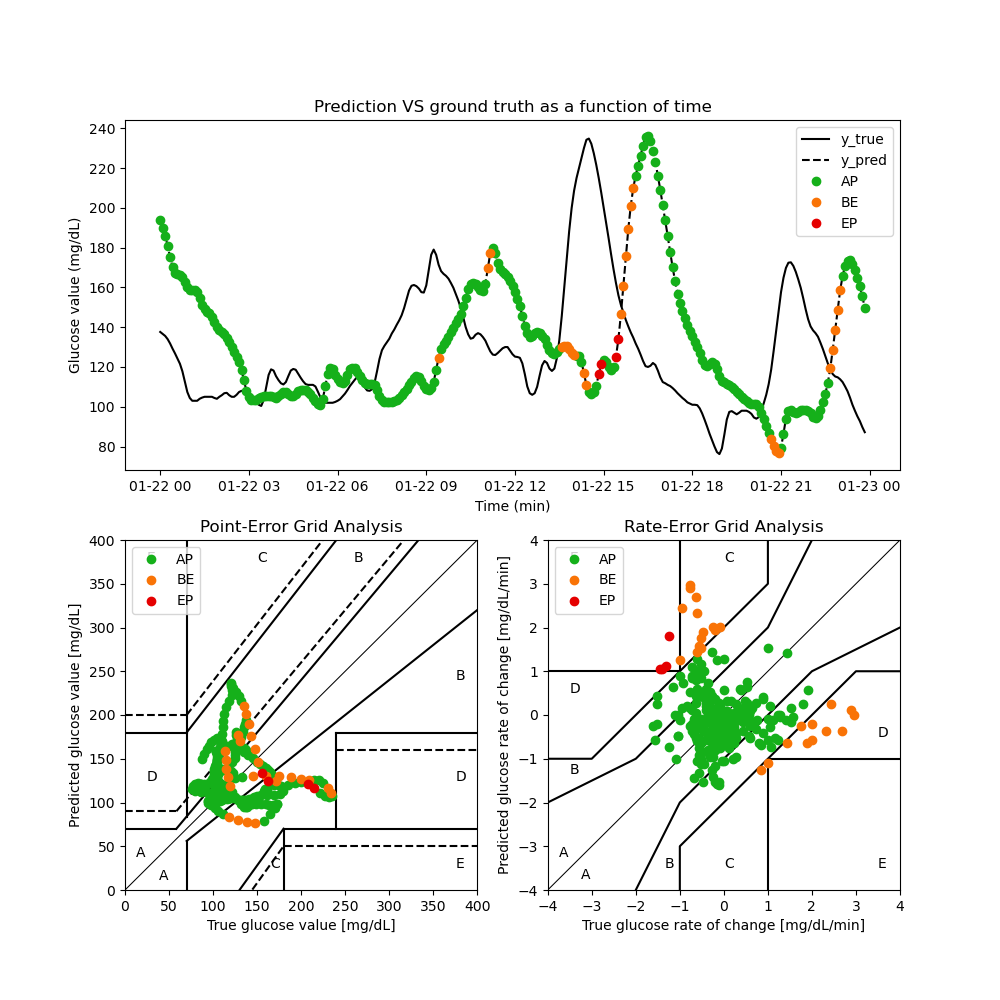 Prediction VS ground truth as a function of time
Glucose value (mg/dL)
240
220
200
180
160
140
120
100
80
y_true
y_pred
AP
BE
EP
01-22 00 01-22 03 01-22 06 01-22 09 01-22 12 01-22 15 01-22 18 01-22 21 01-23 00
Time (min)
Point-Error Grid Analysis
Predicted glucose value [mg/dL]
400
350
300
250
200
150
100
50
0
AP
BE
EP
C
B
B
D
D
A
A
C
E
0 50 100 150 200 250 300 350 400
True glucose value [mg/dL]
Rate-Error Grid Analysis
Predicted glucose rate of change [mg/dL/min]
4
3
2
1
0
−1
−2
−3
−4
AP
BE
EP
C
D
D
B
A
A
B
C
E
−4 −3 −2 −1 0 1 2 3 4
True glucose rate of change [mg/dL/min]